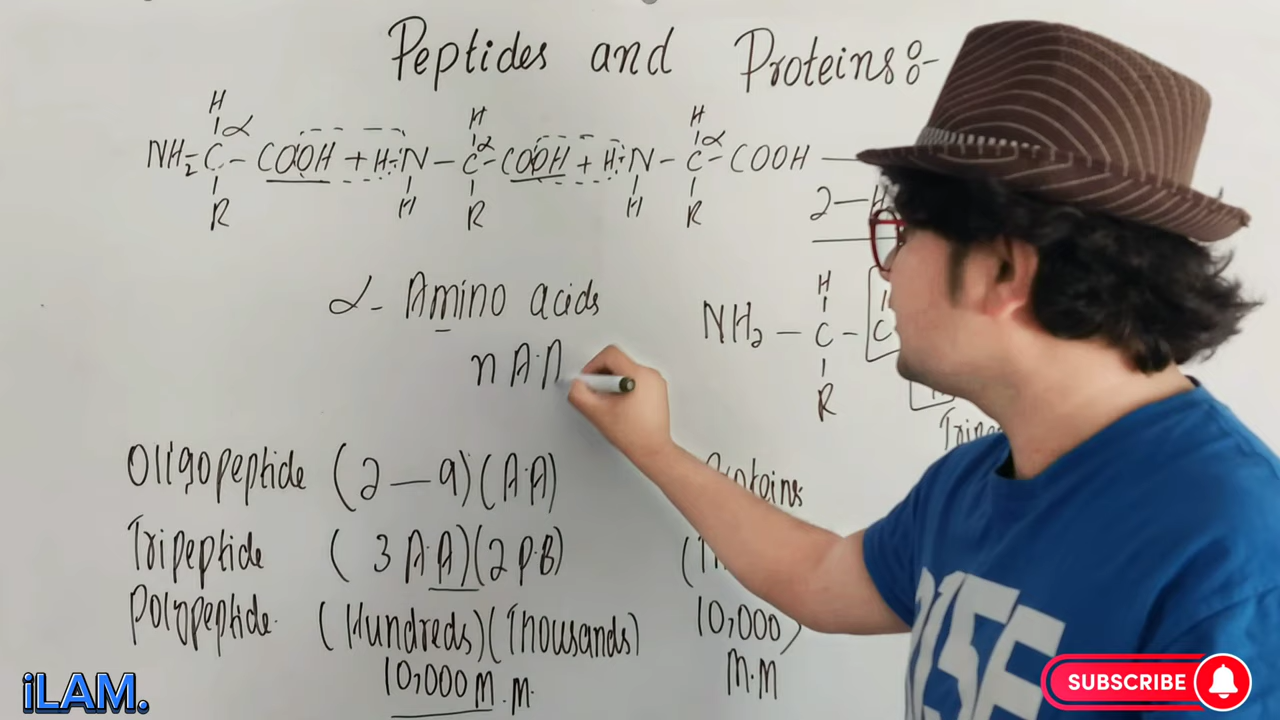 Peptides and Proteins:-
H H H
α α α
NH2-C-COOH+H-N-C-COOH+H-N-C-COOH
R H R H R
2-H
α- Amino acids
n A.A
H
NH2-C-C
R
Oligopeptide (2-9)(A.A)
Proteins
Tripeptide (3 A.A)(2 P.B)
Polypeptide (Hundreds)(Thousands)
10,000 M.M.
10,000)
M.M
iLAM.
SUBSCRIBE